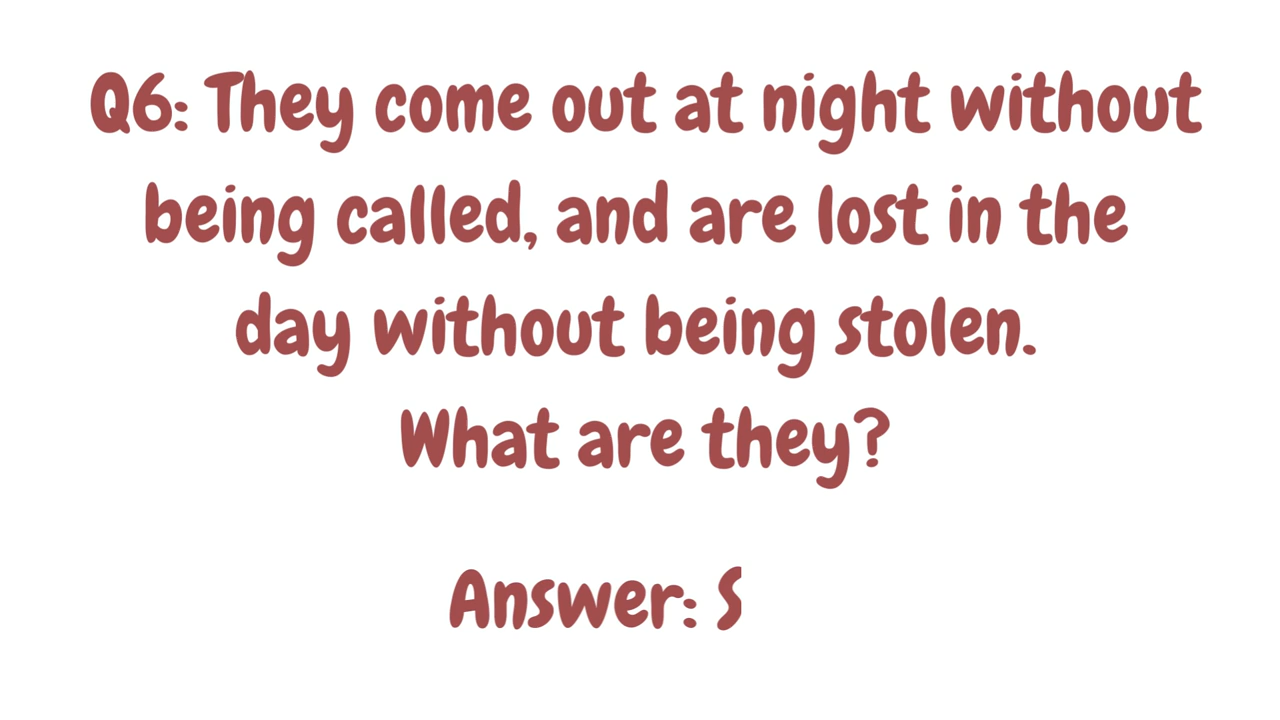 Q6: They come out at night without
being called, and are lost in the
day without being stolen.
What are they?
Answer: S